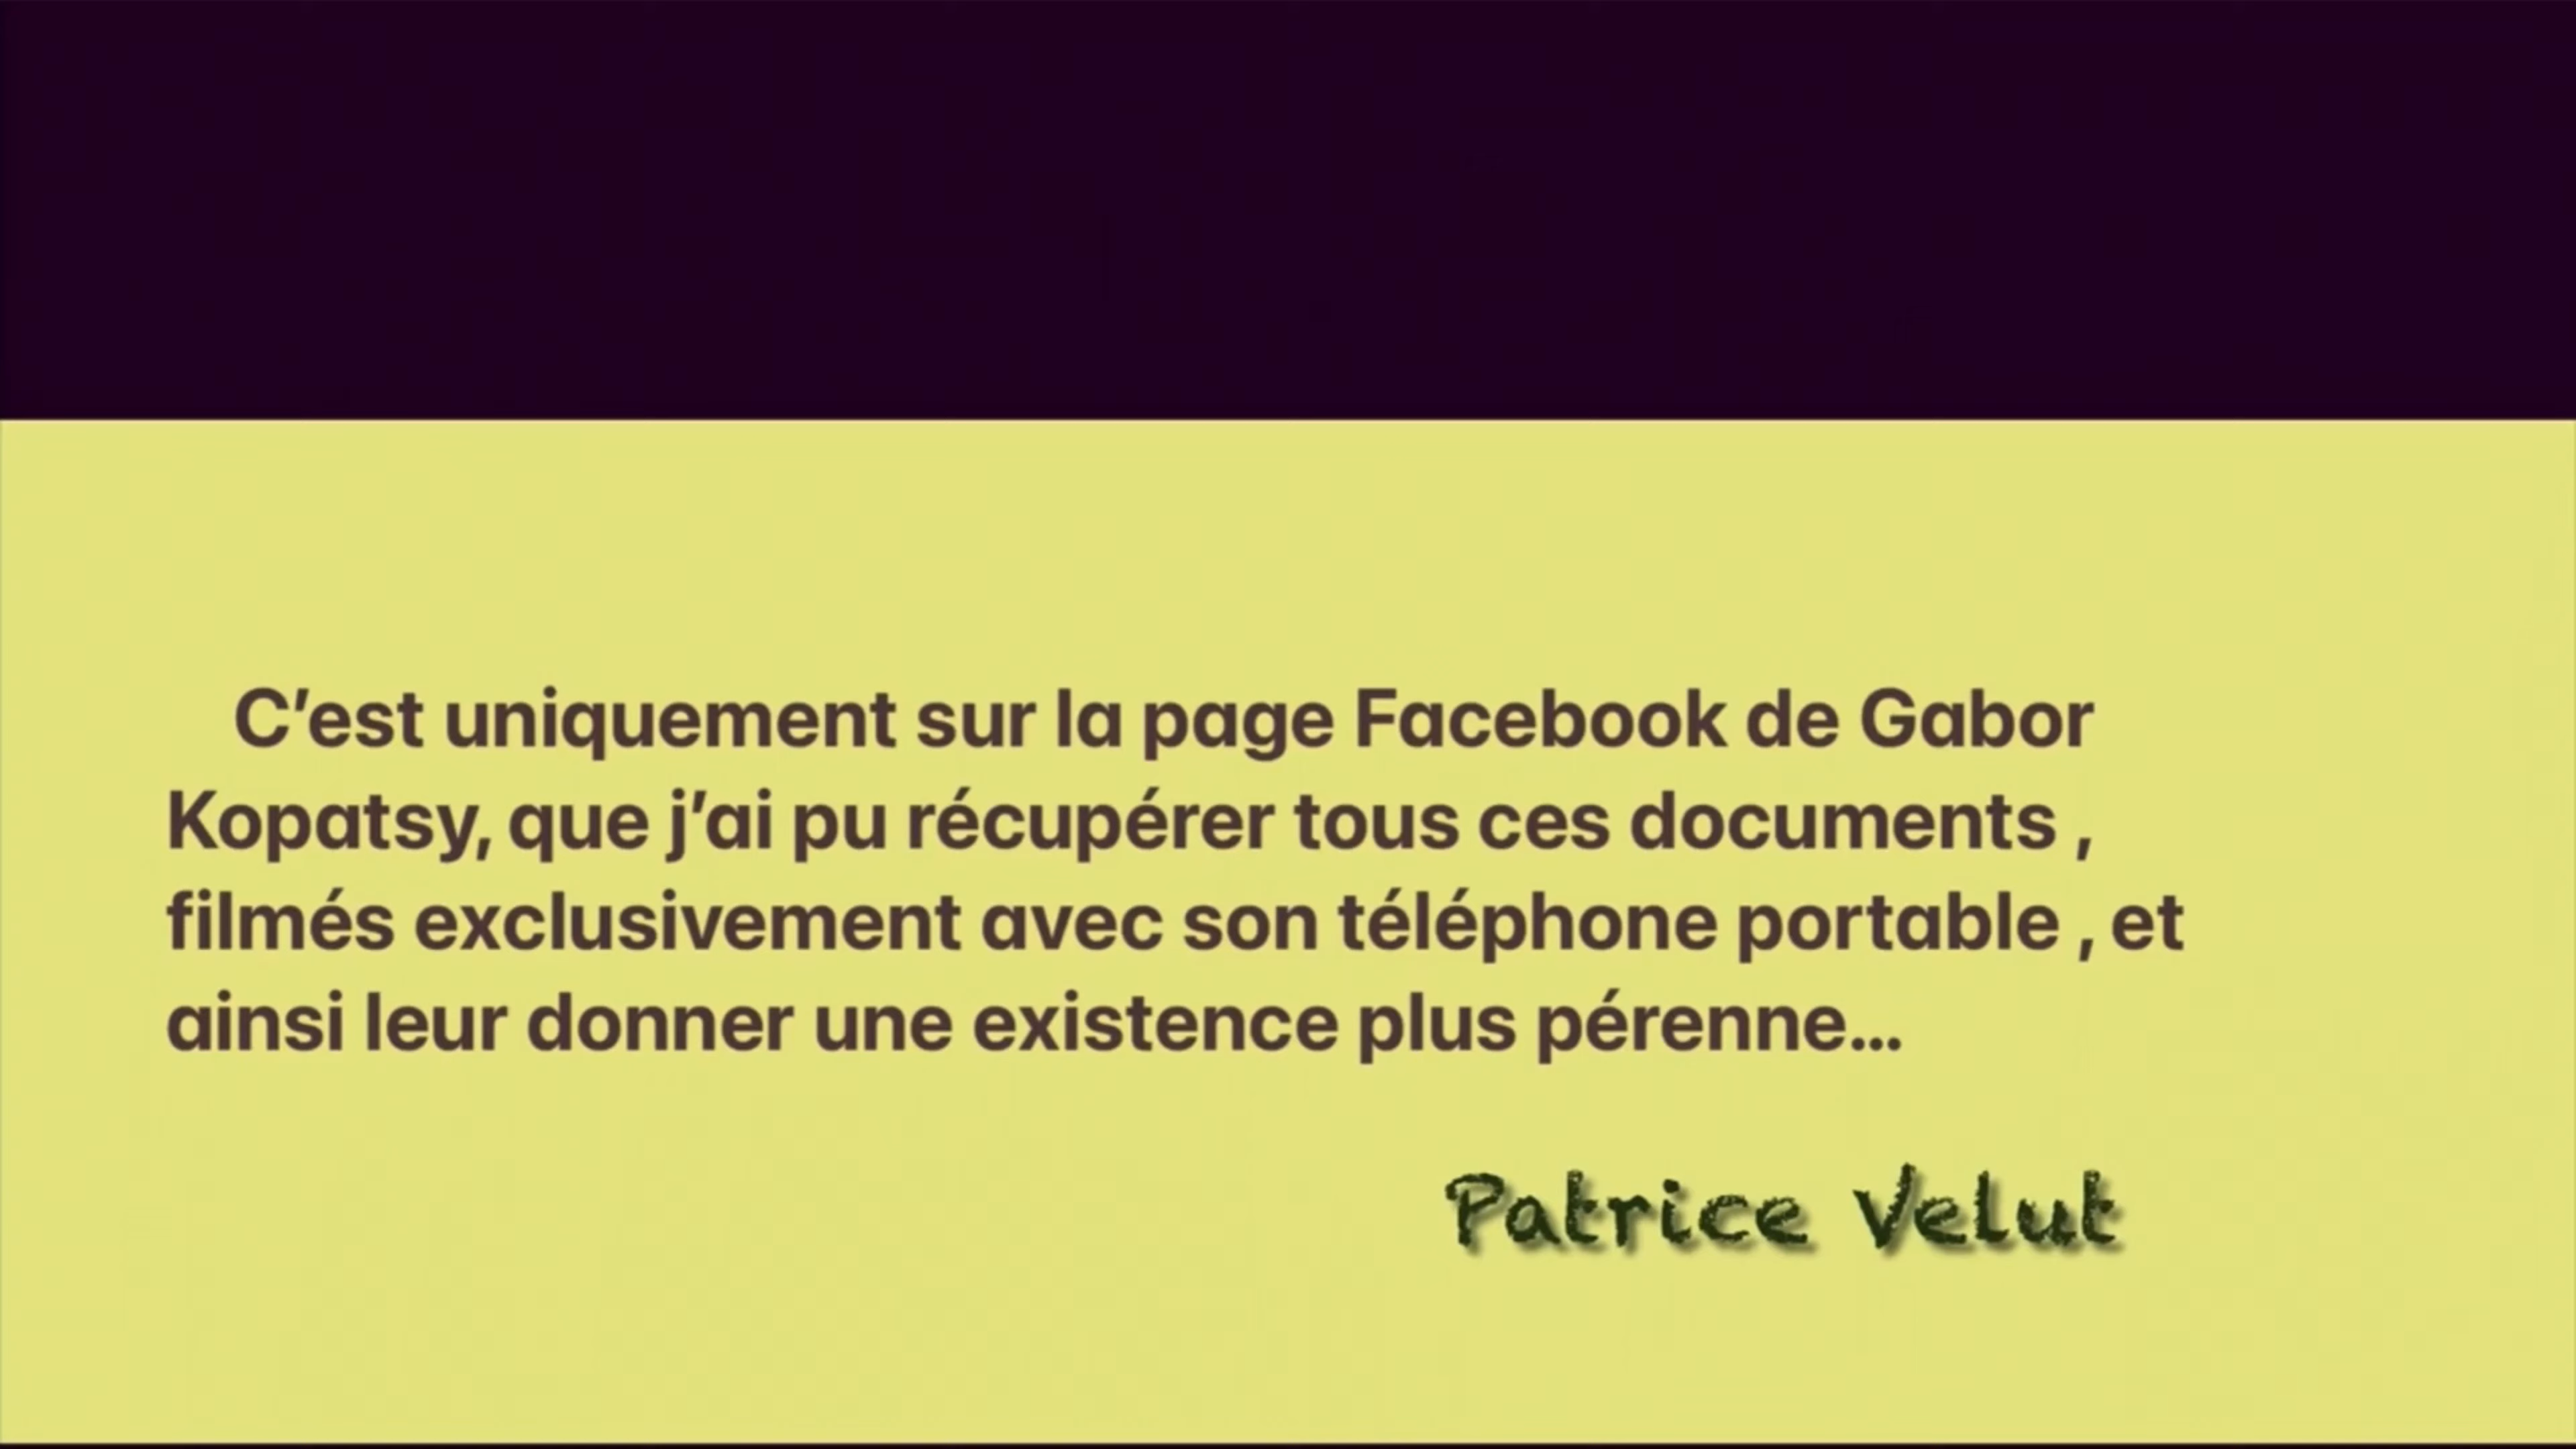 C’est uniquement sur la page Facebook de Gabor
Kopatsy, que j’ai pu récupérer tous ces documents ,
filmés exclusivement avec son téléphone portable , et
ainsi leur donner une existence plus pérenne...
Patrice Velut